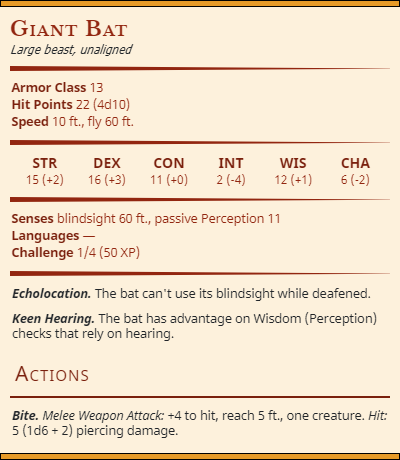 Giant Bat
Large beast, unaligned
Armor Class 13
Hit Points 22 (4d10)
Speed 10 ft., fly 60 ft.
STR DEX CON INT WIS CHA
15 (+2) 16 (+3) 11 (+0) 2 (-4) 12 (+1) 6 (-2)
Senses blindsight 60 ft., passive Perception 11
Languages —
Challenge 1/4 (50 XP)
Echolocation. The bat can't use its blindsight while deafened.
Keen Hearing. The bat has advantage on Wisdom (Perception)
checks that rely on hearing.
Actions
Bite. Melee Weapon Attack: +4 to hit, reach 5 ft., one creature. Hit:
5 (1d6 + 2) piercing damage.